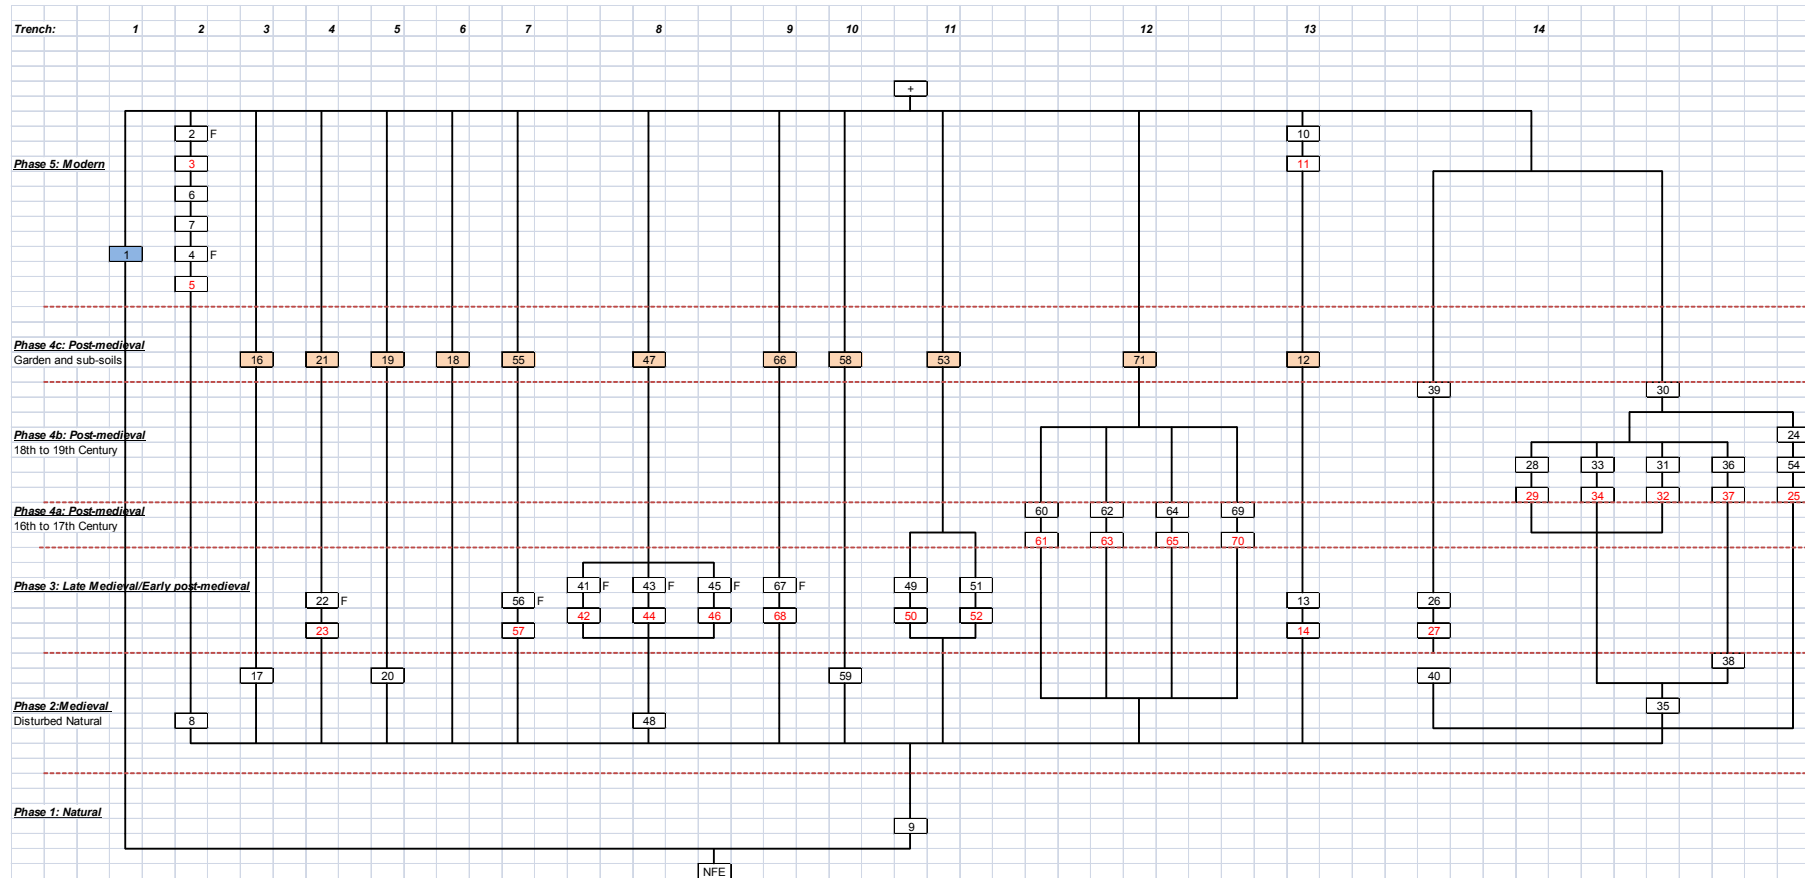 Trench: 1 2 3 4 5 6 7 8 9 10 11 12 13 14
+
2 F 10
Phase 5: Modern 3 11
6
7
1 4 F
5
Phase 4c: Post-medieval
Garden and sub-soils 16 21 19 18 55 47 66 58 53 71 12
39 30
Phase 4b: Post-medieval 24
18th to 19th Century
28 33 31 36 54
29 34 32 37 25
Phase 4a: Post-medieval 60 62 64 69
16th to 17th Century
61 63 65 70
Phase 3: Late Medieval/Early post-medieval 41 F 43 F 45 F 67 F 49 51
22 F 56 F 13 26
42 44 46 68 50 52
23 57 14 27
38
17 20 59 40
Phase 2:Medieval 35
Disturbed Natural 8 48
Phase 1: Natural
9
NFE